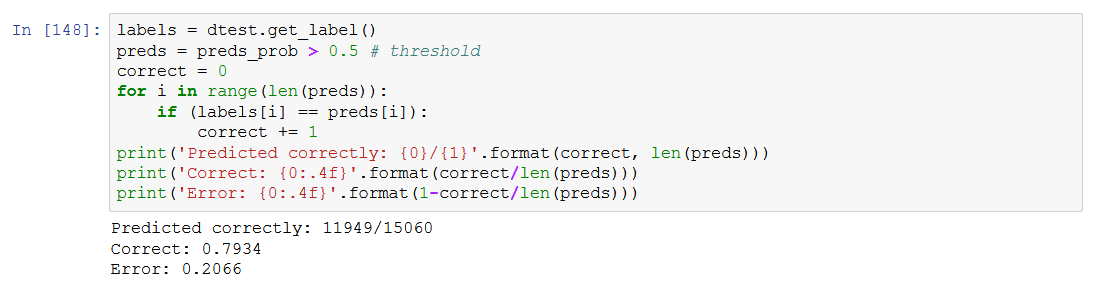 In [148]: labels = dtest.get_label()
preds = preds_prob > 0.5 # threshold
correct = 0
for i in range(len(preds)):
    if (labels[i] == preds[i]):
        correct += 1
print('Predicted correctly: {0}/{1}'.format(correct, len(preds)))
print('Correct: {0:.4f}'.format(correct/len(preds)))
print('Error: {0:.4f}'.format(1-correct/len(preds)))
Predicted correctly: 11949/15060
Correct: 0.7934
Error: 0.2066